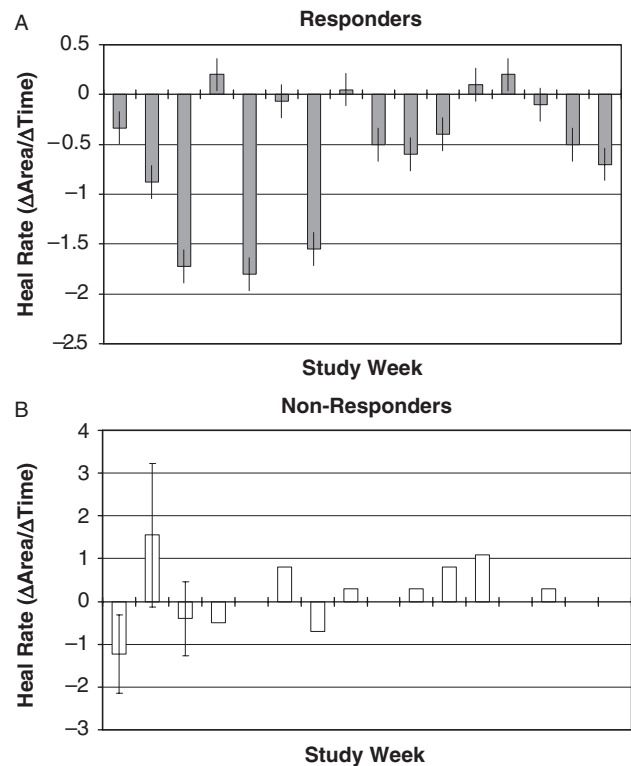 A
Responders
Heal Rate (ΔArea/ΔTime)
0.5
0
–0.5
–1
–1.5
–2
–2.5
Study Week
B
Non-Responders
Heal Rate (ΔArea/ΔTime)
4
3
2
1
0
–1
–2
–3
Study Week